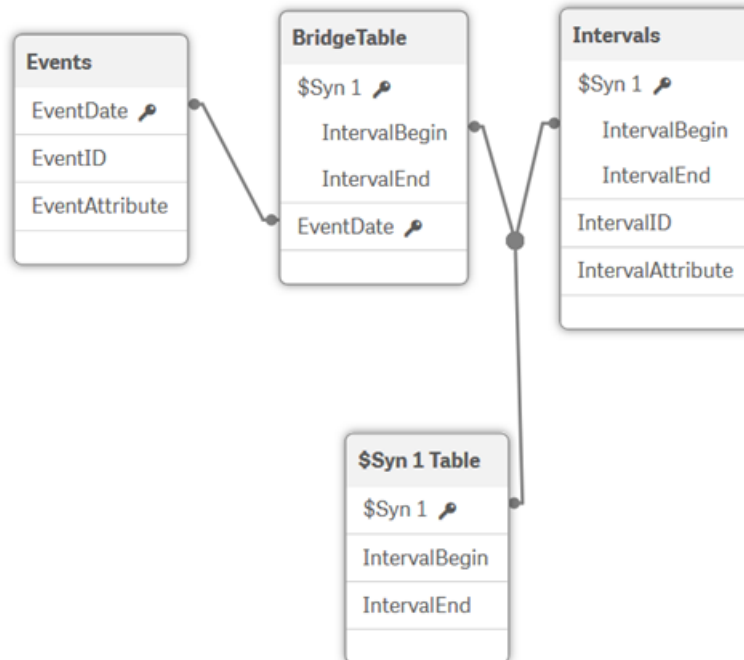 Events
EventDate
EventID
EventAttribute
BridgeTable
$Syn 1
IntervalBegin
IntervalEnd
EventDate
Intervals
$Syn 1
IntervalBegin
IntervalEnd
IntervalID
IntervalAttribute
$Syn 1 Table
$Syn 1
IntervalBegin
IntervalEnd